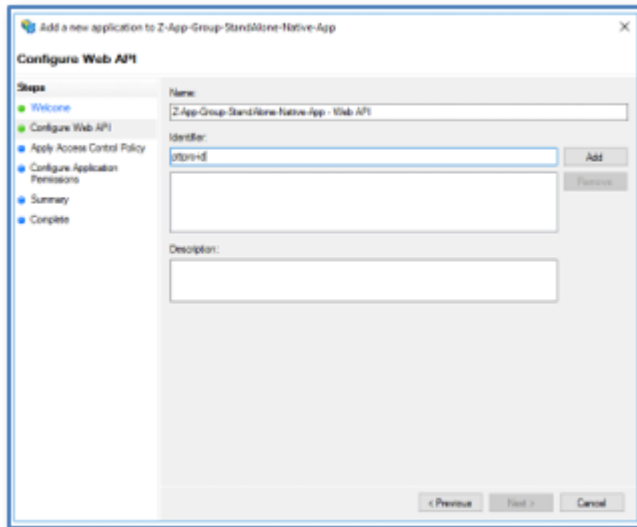 Add a new application to Z-App-Group-StandAlone-Native-App
Configure Web API
Steps
Welcome
Configure Web API
Apply Access Control Policy
Configure Application
Permissions
Summary
Complete
Name:
Z-App-Group-StandAlone-Native-App - Web API
Identifier:
Add
Remove
Description:
< Previous
Next >
Cancel